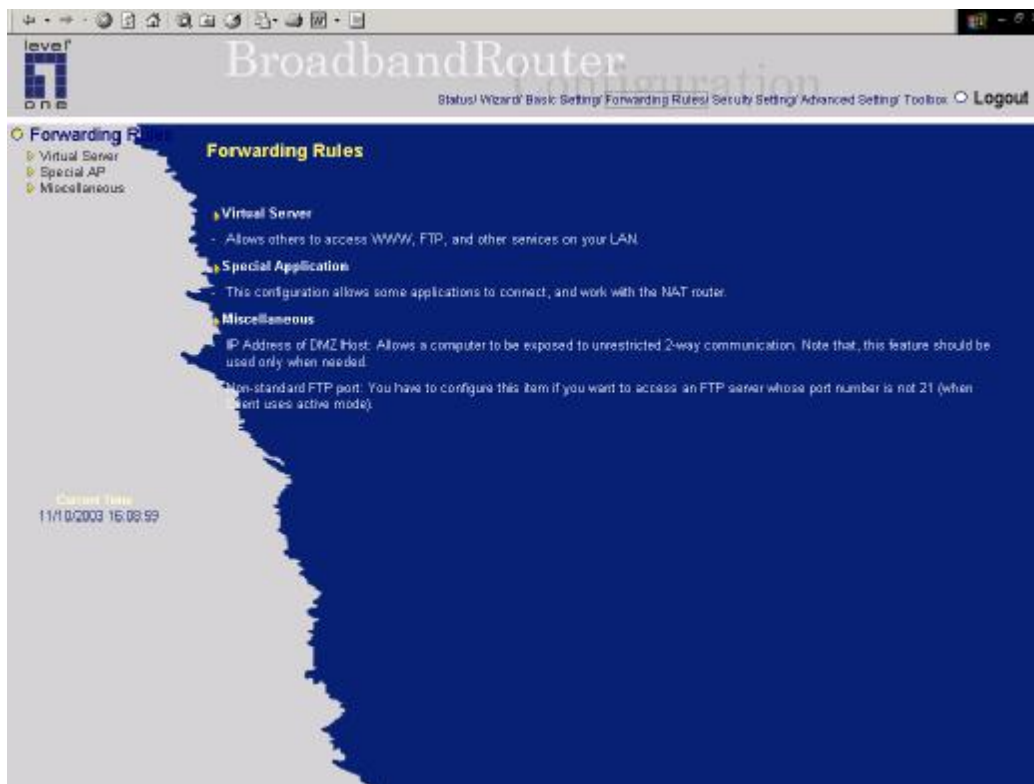 level
one
BroadbandRouter
Configuration
Status/ Wizard/ Basic Setting/ Forwarding Rules/ Security Setting/ Advanced Setting/ Toolbox Logout
Forwarding Rules
Virtual Server
Special AP
Miscellaneous
Current Time
11/10/2003 16:08:59
Forwarding Rules
Virtual Server
- Allows others to access WWW, FTP, and other services on your LAN.
Special Application
- This configuration allows some applications to connect, and work with the NAT router.
Miscellaneous
IP Address of DMZ Host: Allows a computer to be exposed to unrestricted 2-way communication. Note that, this feature should be
used only when needed.
Non-standard FTP port: You have to configure this item if you want to access an FTP server whose port number is not 21 (when
client uses active mode).